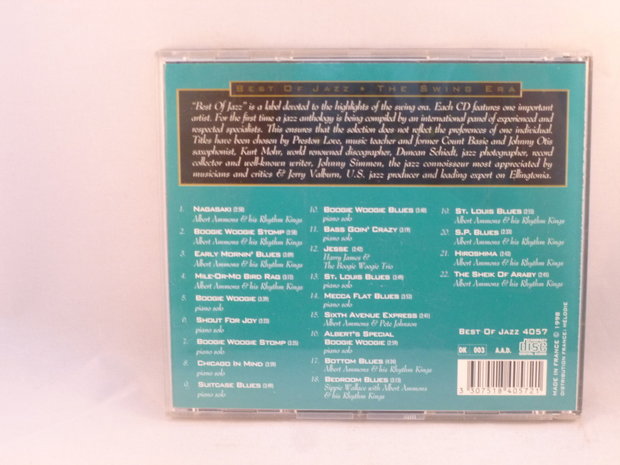 BEST OF JAZZ • THE SWING ERA
"Best Of Jazz" is a label devoted to the highlights of the swing era. Each CD features one important
artist. For the first time a jazz anthology is being compiled by an international panel of experienced and
respected specialists. This ensures that the selection does not reflect the preferences of one individual.
Titles have been chosen by Preston Love, music teacher and former Count Basie and Johnny Otis
saxophonist, Kurt Mohr, world renowned discographer, Duncan Schiedt, jazz photographer, record
collector and well-known writer, Johnny Simmen, the jazz connoisseur most appreciated by
musicians and critics & Jerry Valburn, U.S. jazz producer and leading expert on Ellingtonia.
1. NAGASAKI
Albert Ammons & his Rhythm Kings
2. BOOGIE WOOGIE STOMP
Albert Ammons & his Rhythm Kings
3. EARLY MORNIN' BLUES
Albert Ammons & his Rhythm Kings
4. MILE-OR-MO BIRD RAG
Albert Ammons & his Rhythm Kings
5. BOOGIE WOOGIE
piano solo
6. SHOUT FOR JOY
piano solo
7. BOOGIE WOOGIE STOMP
piano solo
8. CHICAGO IN MIND
piano solo
9. SUITCASE BLUES
piano solo
10. BOOGIE WOOGIE BLUES
piano solo
11. BASS GOIN' CRAZY
piano solo
12. JESSE
Harry James &
The Boogie Woogie Trio
13. ST. LOUIS BLUES
piano solo
14. MECCA FLAT BLUES
piano solo
15. SIXTH AVENUE EXPRESS
Albert Ammons & Pete Johnson
16. ALBERT'S SPECIAL
BOOGIE WOOGIE
piano solo
17. BOTTOM BLUES
Albert Ammons & his Rhythm Kings
18. BEDROOM BLUES
Sippie Wallace with Albert Ammons
& his Rhythm Kings
19. ST. LOUIS BLUES
Albert Ammons & his Rhythm Kings
20. S.P. BLUES
Albert Ammons & his Rhythm Kings
21. HIROSHIMA
Albert Ammons & his Rhythm Kings
22. THE SHEIK OF ARABY
Albert Ammons & his Rhythm Kings
BEST OF JAZZ 4057
DK 003 A.A.D.
COMPACT
disc
DIGITAL AUDIO
3 307518 405721
MADE IN FRANCE © 1998
DISTRIBUTION FRANCE: MÉLODIE